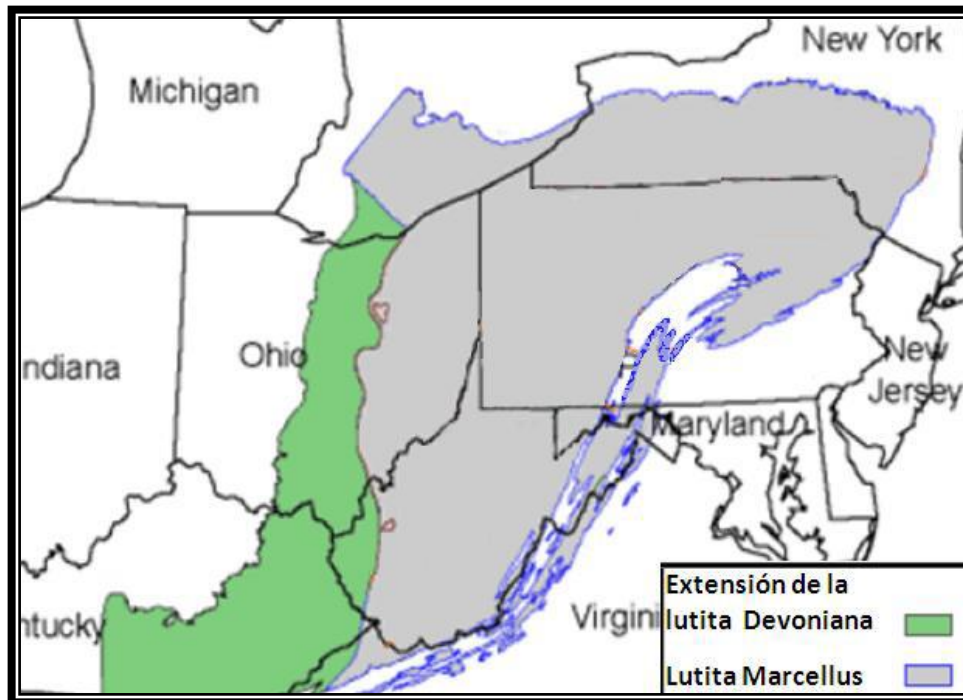 New York
Michigan
Ohio
ndiana
New
Jersey
Maryland
Virgini
ntucky
Extensión de la
lutita Devoniana
Lutita Marcellus